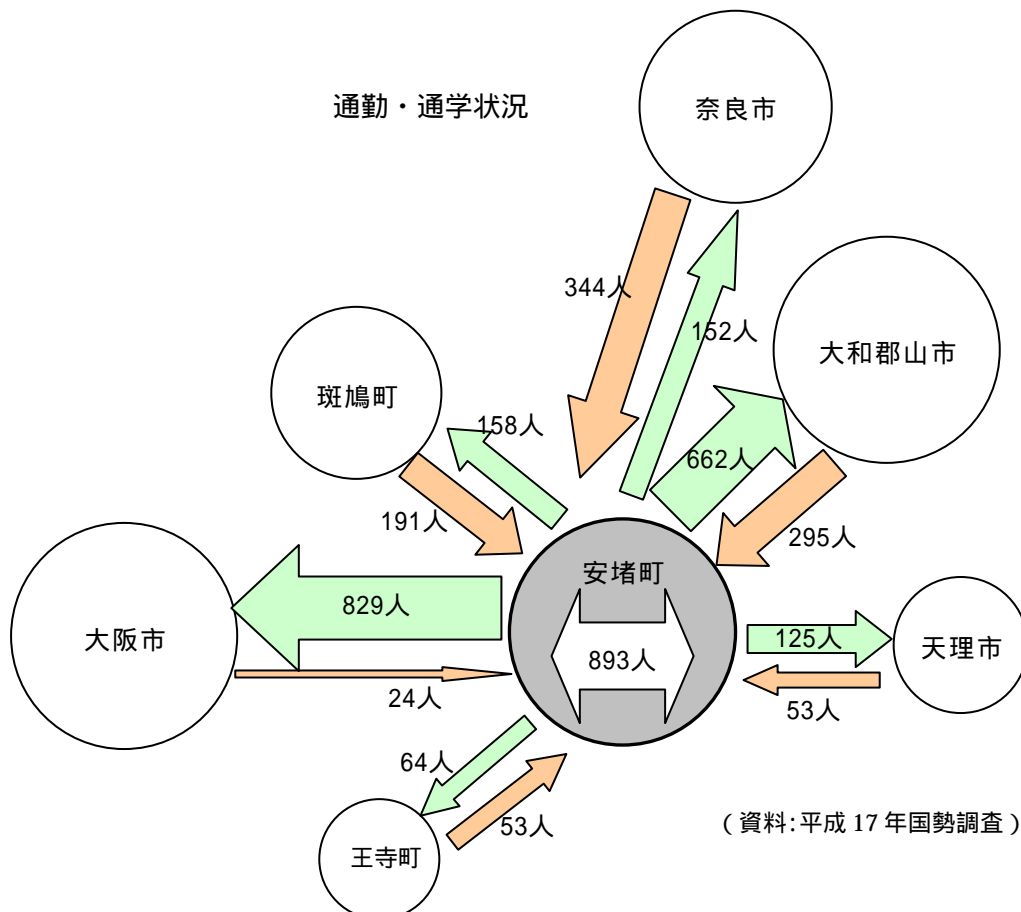 通勤・通学状況
奈良市
344人
152人
大和郡山市
斑鳩町
158人
662人
191人
295人
安堵町
829人
893人
125人
大阪市
天理市
24人
53人
64人
53人
王寺町
（資料:平成 17 年国勢調査）